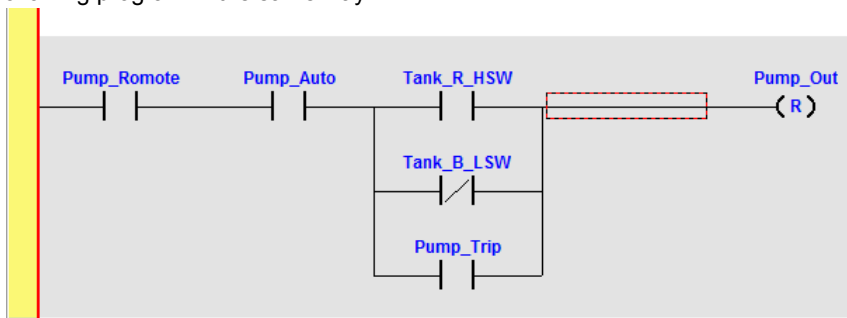 Pump_Romote Pump_Auto Tank_R_HSW Pump_Out
R
Tank_B_LSW
Pump_Trip